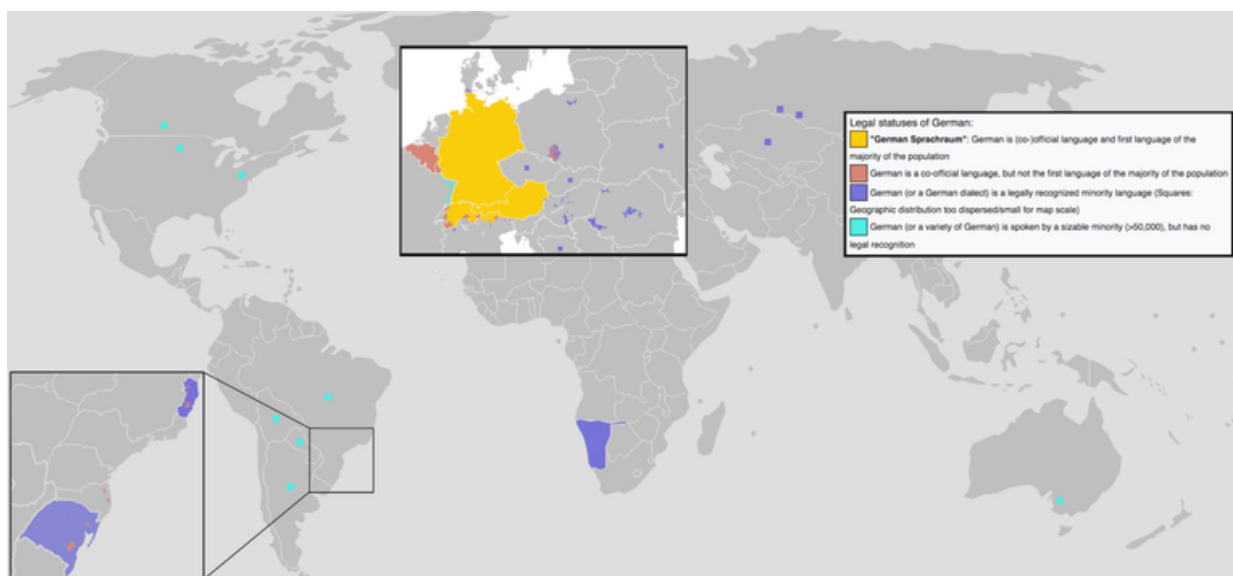 Legal statuses of German:
"German Sprachraum": German is (co-)official language and first language of the
majority of the population
German is a co-official language, but not the first language of the majority of the population
German (or a German dialect) is a legally recognized minority language (Squares:
Geographic distribution too dispersed/small for map scale)
German (or a variety of German) is spoken by a sizable minority (>50,000), but has no
legal recognition